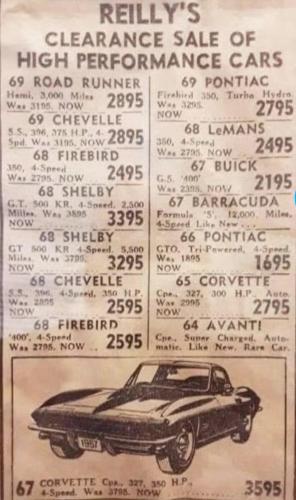 REILLY'S
CLEARANCE SALE OF
HIGH PERFORMANCE CARS
69 ROAD RUNNER
Hemi, 3,000 Miles
Was 3195. NOW 2895
69 CHEVELLE
S.S., 396, 375 H.P., 4-
Spd. Was 3195. NOW 2895
68 FIREBIRD
350, 4-Speed
Was 2795. NOW 2495
68 SHELBY
G.T. 500 KR. 4-Speed, 2,500
Miles. Was 3895
NOW 3395
68 SHELBY
GT 500 KR 4-Speed, 5,500
Miles. Was 3795.
NOW 3295
68 CHEVELLE
S.S., 396, 4-Speed, 350 H.P.
Was 2895
NOW 2595
68 FIREBIRD
'400', 4-Speed
Was 2795. NOW 2595
69 PONTIAC
Firebird 350, Turbo Hydro.
Was 3295.
NOW 2795
68 LeMANS
350, 4-Speed
Was 2795. NOW 2495
67 BUICK
G.S. '400'
Was 2395. NOW 2195
67 BARRACUDA
Formula 'S', 12,000 Miles,
4-Speed Like New...
66 PONTIAC
GTO, Tri-Powered, 4-Speed.
Was 1895
NOW 1695
65 CORVETTE
Cpe., 327, 300 H.P., Auto.
Was 2995
NOW 2795
64 AVANTI
Cpe., Super Charged, Auto-
matic. Like New. Rare Car.
1967
67 CORVETTE Cpe., 327, 350 H.P.,
4-Speed. Was 3795. NOW 3595